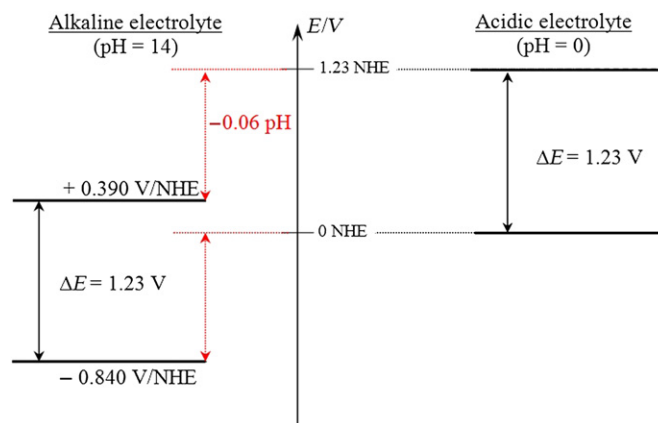 Alkaline electrolyte
(pH = 14)
E/V
Acidic electrolyte
(pH = 0)
1.23 NHE
−0.06 pH
ΔE = 1.23 V
+ 0.390 V/NHE
0 NHE
ΔE = 1.23 V
− 0.840 V/NHE